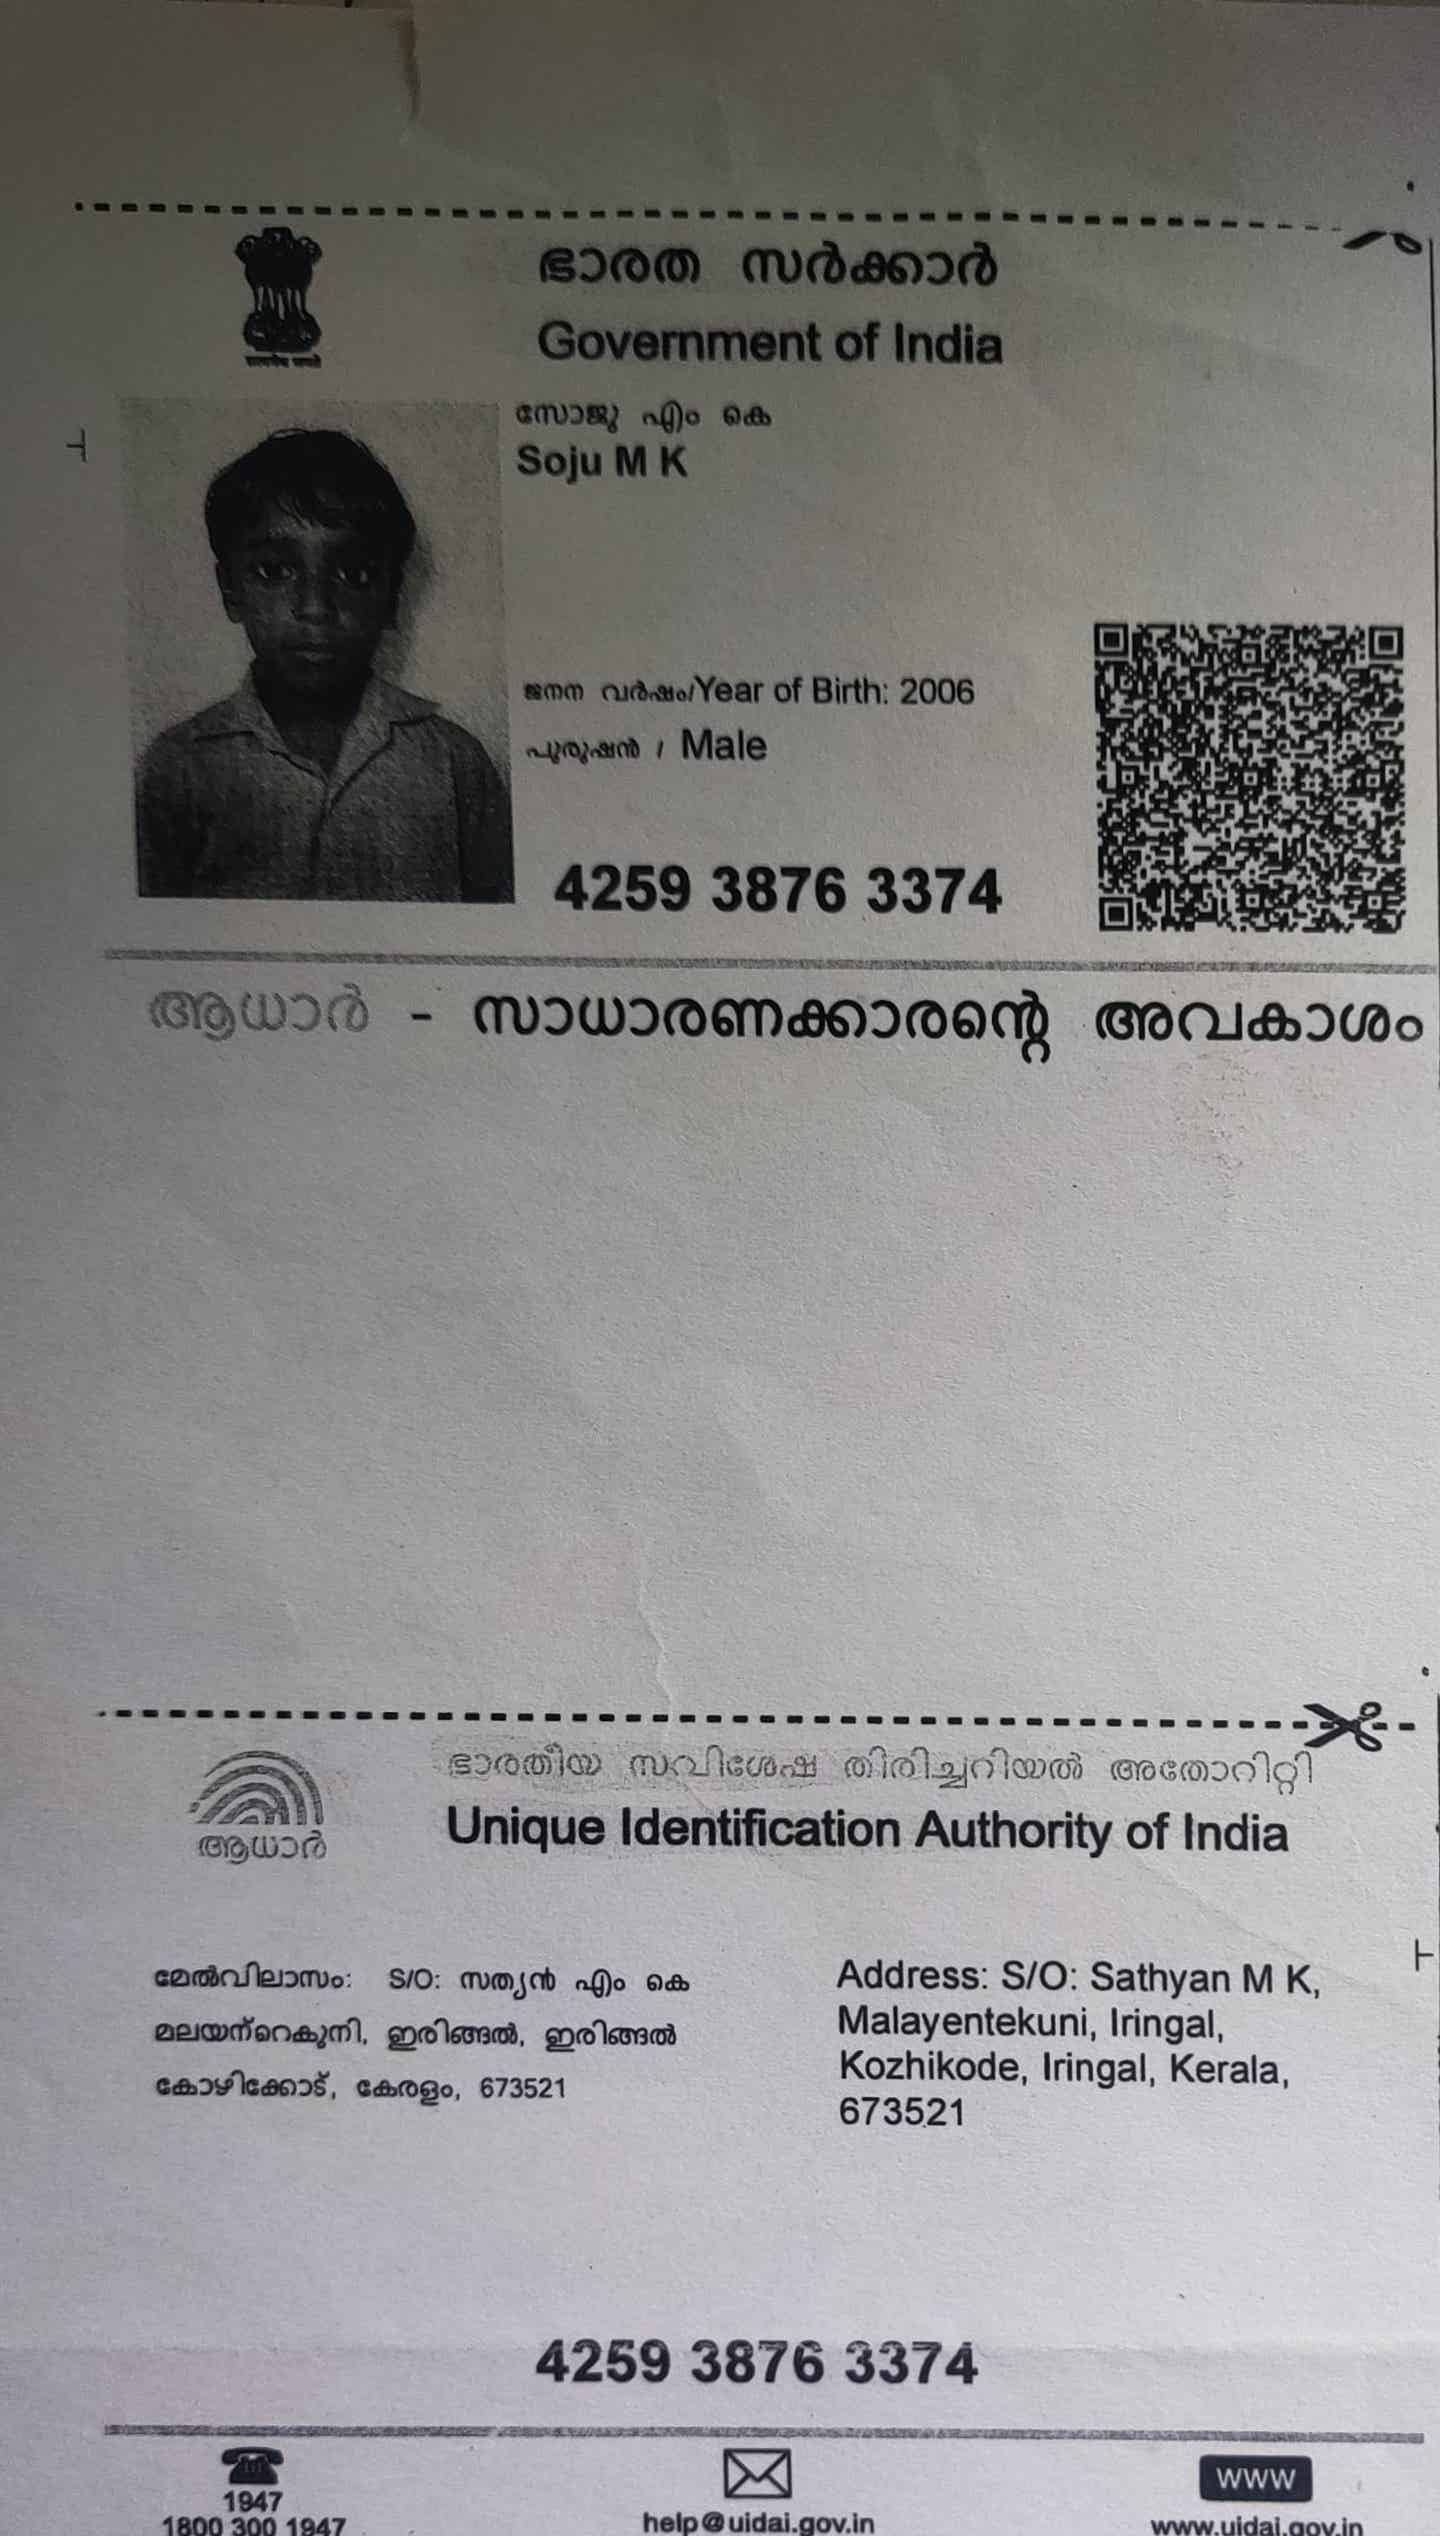 ഭാരത സർക്കാർ
Government of India
സോജു എം കെ
Soju M K
ജനന വർഷം/Year of Birth: 2006
പുരുഷൻ / Male
4259 3876 3374
ആധാർ - സാധാരണക്കാരന്റെ അവകാശം
ഭാരതീയ സവിശേഷ തിരിച്ചറിയൽ അതോറിറ്റി
Unique Identification Authority of India
ആധാർ
മേൽവിലാസം: S/O: സത്യൻ എം കെ
മലയന്റെകുനി, ഇരിങ്ങൽ, ഇരിങ്ങൽ
കോഴിക്കോട്, കേരളം, 673521
Address: S/O: Sathyan M K,
Malayentekuni, Iringal,
Kozhikode, Iringal, Kerala,
673521
4259 3876 3374
1947
1800 300 1947
help@uidai.gov.in
www
www.uidai.gov.in